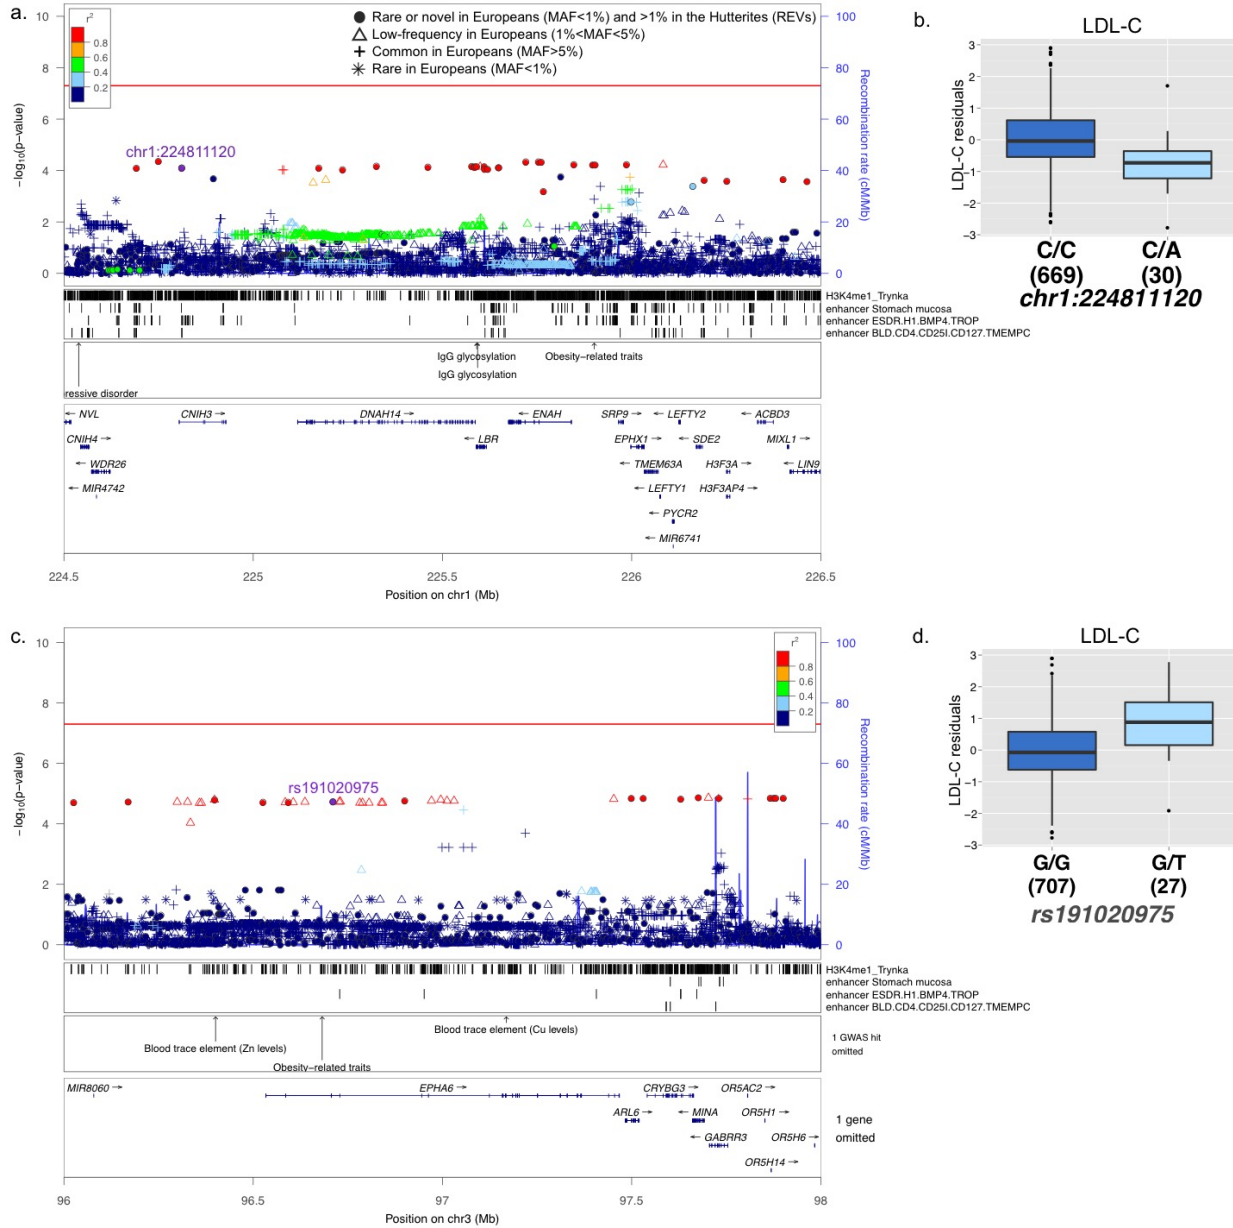 a.
r²
0.8
0.6
0.4
0.2
Rare or novel in Europeans (MAF<1%) and >1% in the Hutterites (REVs)
Low-frequency in Europeans (1%<MAF<5%)
Common in Europeans (MAF>5%)
Rare in Europeans (MAF<1%)
10
8
6
4
2
0
−log₁₀(p-value)
100
80
60
40
20
0
Recombination rate (cM/Mb)
chr1:224811120
H3K4me1_Trynka
enhancer Stomach mucosa
enhancer ESDR.H1.BMP4.TROP
enhancer BLD.CD4.CD25I.CD127.TMEMPC
IgG glycosylation
Obesity−related traits
IgG glycosylation
ressive disorder
← NVL
CNIH3 →
DNAH14 →
← ENAH
SRP9 →
← LEFTY2
← ACBD3
CNIH4 →
← LBR
EPHX1 →
← SDE2
MIXL1 →
← WDR26
← TMEM63A
H3F3A →
← LIN9
← MIR4742
← LEFTY1
H3F3AP4 →
← PYCR2
← MIR6741
224.5
225
225.5
226
226.5
Position on chr1 (Mb)
b.
LDL-C
3
2
1
0
−1
−2
−3
LDL-C residuals
C/C C/A
(669) (30)
chr1:224811120
c.
r²
0.8
0.6
0.4
0.2
10
8
6
4
2
0
−log₁₀(p-value)
100
80
60
40
20
0
Recombination rate (cM/Mb)
rs191020975
H3K4me1_Trynka
enhancer Stomach mucosa
enhancer ESDR.H1.BMP4.TROP
enhancer BLD.CD4.CD25I.CD127.TMEMPC
Blood trace element (Cu levels)
Blood trace element (Zn levels)
Obesity−related traits
1 GWAS hit
omitted
MIR8060 →
EPHA6 →
CRYBG3 →
OR5AC2 →
ARL6 →
← MINA
OR5H1 →
← GABRR3
OR5H6 →
OR5H14 →
1 gene
omitted
96
96.5
97
97.5
98
Position on chr3 (Mb)
d.
LDL-C
3
2
1
0
−1
−2
−3
LDL-C residuals
G/G G/T
(707) (27)
rs191020975